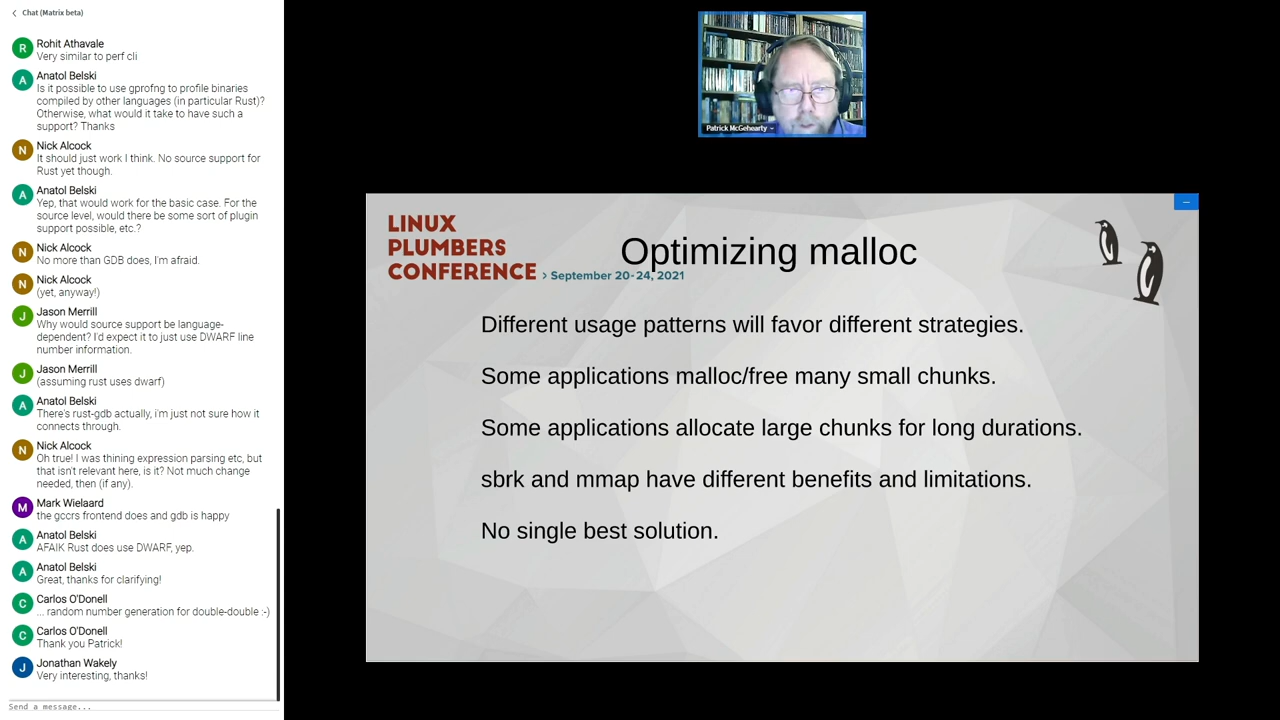 Chat (Matrix beta)
R
Rohit Athavale
Very similar to perf cli
A
Anatol Belski
Is it possible to use gprofng to profile binaries
compiled by other languages (in particular Rust)?
Otherwise, what would it take to have such a
support? Thanks
N
Nick Alcock
It should just work I think. No source support for
Rust yet though.
A
Anatol Belski
Yep, that would work for the basic case. For the
source level, would there be some sort of plugin
support possible, etc.?
N
Nick Alcock
No more than GDB does, I'm afraid.
N
Nick Alcock
(yet, anyway!)
J
Jason Merrill
Why would source support be language-
dependent? I'd expect it to just use DWARF line
number information.
J
Jason Merrill
(assuming rust uses dwarf)
A
Anatol Belski
There's rust-gdb actually, i'm just not sure how it
connects through.
N
Nick Alcock
Oh true! I was thining expression parsing etc, but
that isn't relevant here, is it? Not much change
needed, then (if any).
M
Mark Wielaard
the gccrs frontend does and gdb is happy
A
Anatol Belski
AFAIK Rust does use DWARF, yep.
A
Anatol Belski
Great, thanks for clarifying!
C
Carlos O'Donell
... random number generation for double-double :-)
C
Carlos O'Donell
Thank you Patrick!
J
Jonathan Wakely
Very interesting, thanks!
Send a message...
Patrick McGehearty
LINUX
PLUMBERS
CONFERENCE > September 20-24, 2021
Optimizing malloc
Different usage patterns will favor different strategies.
Some applications malloc/free many small chunks.
Some applications allocate large chunks for long durations.
sbrk and mmap have different benefits and limitations.
No single best solution.